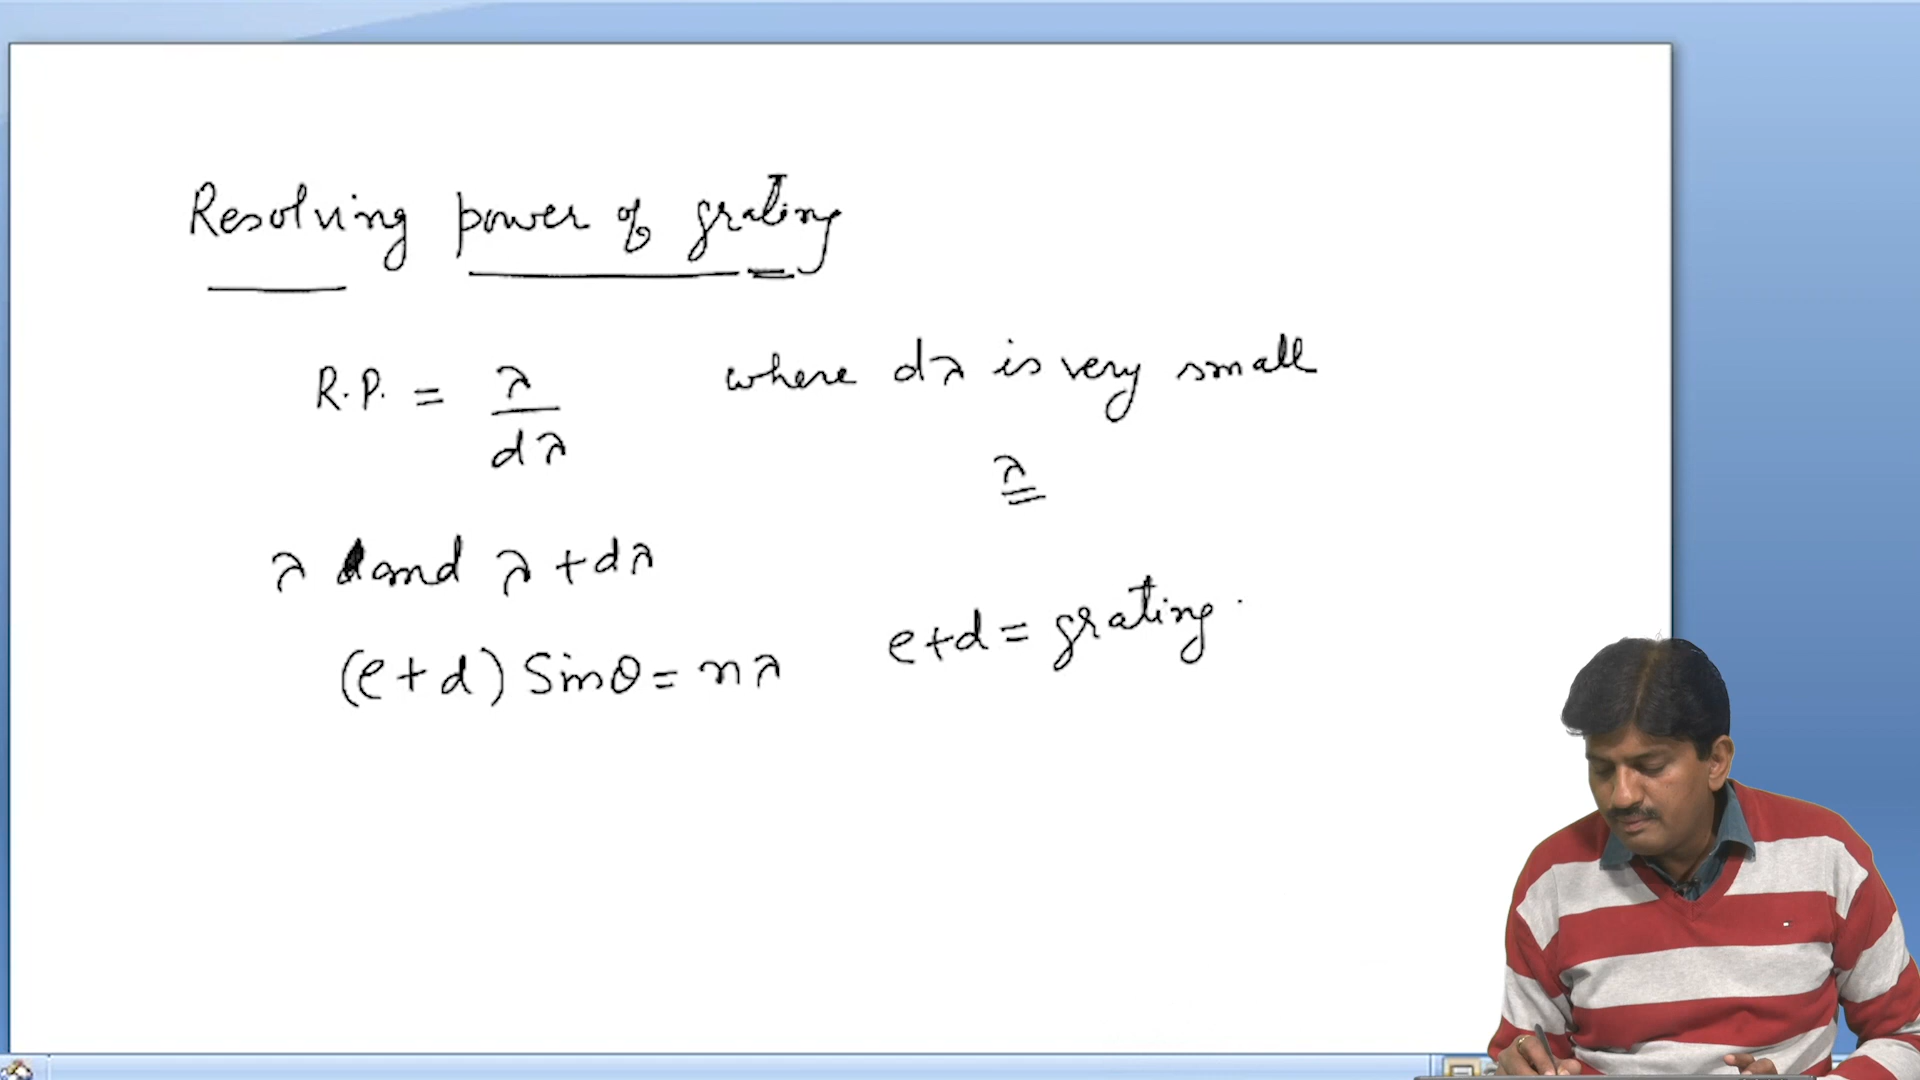 Resolving power of grating
R.P. = λ/dλ where dλ is very small
λ
λ and λ + dλ
(e+d) Sinθ = nλ e+d = grating.